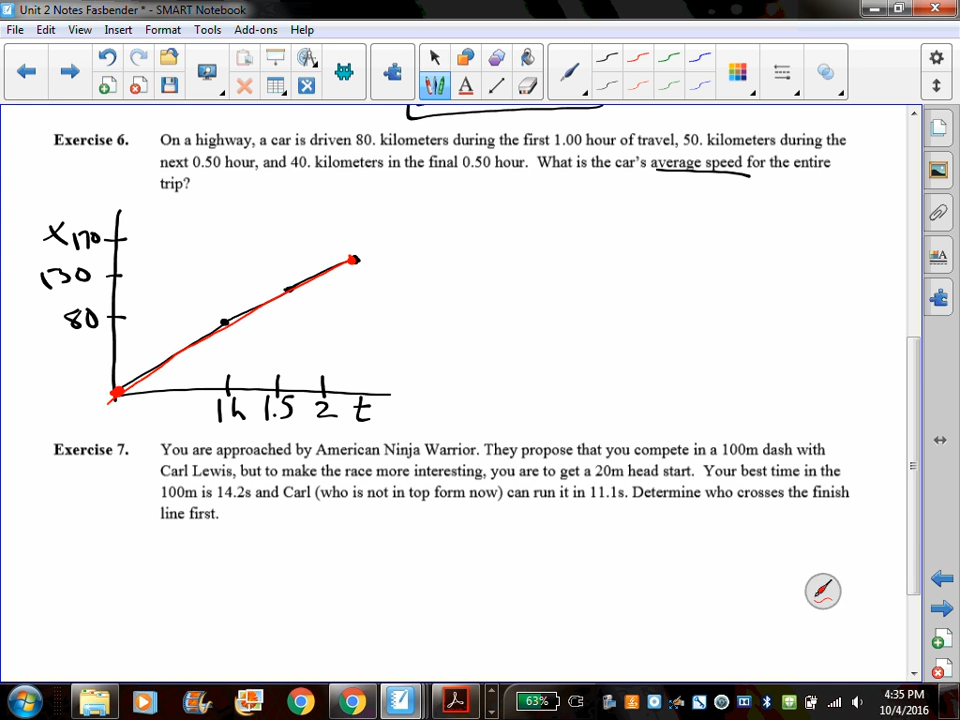 Unit 2 Notes Fasbender * - SMART Notebook
File Edit View Insert Format Tools Add-ons Help
Exercise 6. On a highway, a car is driven 80. kilometers during the first 1.00 hour of travel, 50. kilometers during the
next 0.50 hour, and 40. kilometers in the final 0.50 hour. What is the car's average speed for the entire
trip?
X 170
130
80
1h 1.5 2 t
Exercise 7. You are approached by American Ninja Warrior. They propose that you compete in a 100m dash with
Carl Lewis, but to make the race more interesting, you are to get a 20m head start. Your best time in the
100m is 14.2s and Carl (who is not in top form now) can run it in 11.1s. Determine who crosses the finish
line first.
63%
4:35 PM
10/4/2016